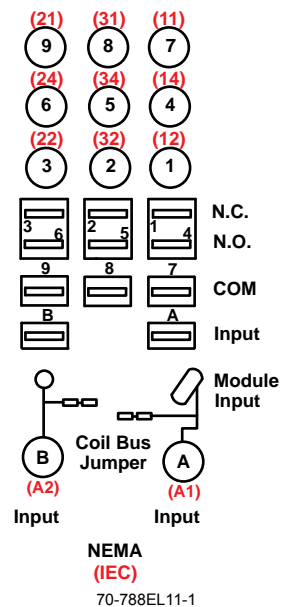 (21) (31) (11)
9 8 7
(24) (34) (14)
6 5 4
(22) (32) (12)
3 2 1
N.C.
3 6 2 5 1 4
N.O.
9 8 7
COM
B A
Input
Module
Input
Coil Bus
Jumper
B A
(A2) (A1)
Input Input
NEMA
(IEC)
70-788EL11-1